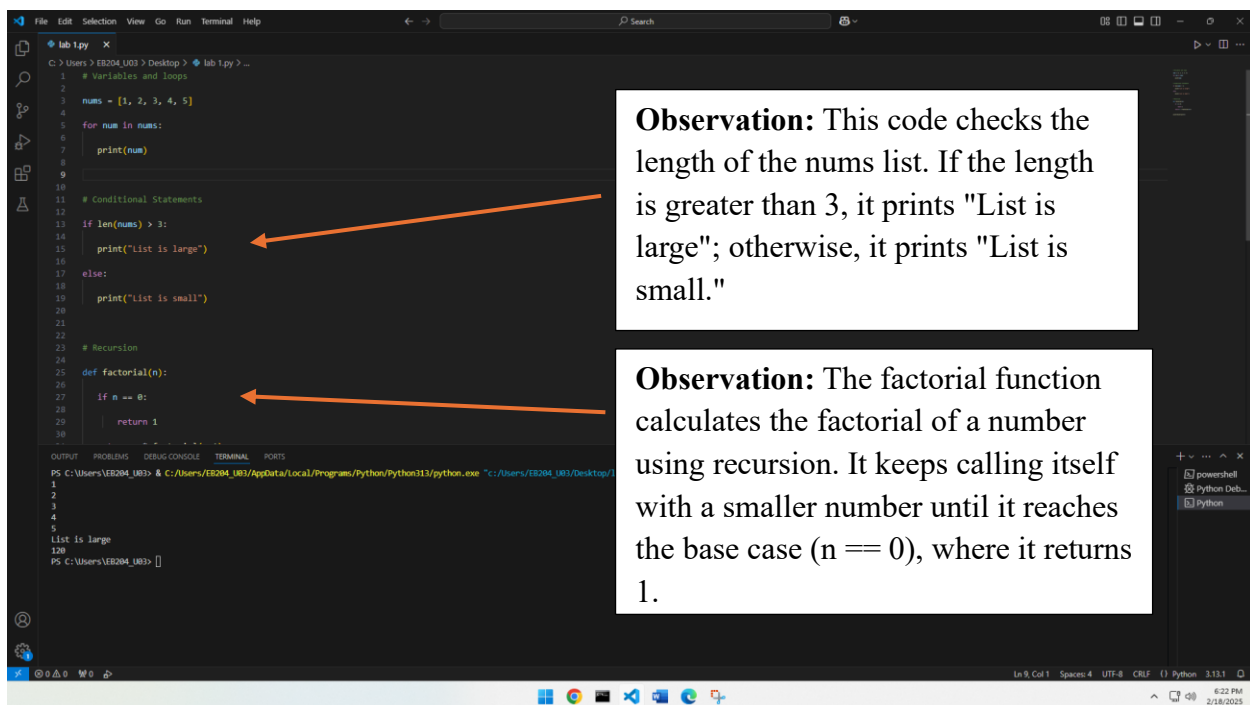 File Edit Selection View Go Run Terminal Help
Search
lab 1.py
C: > Users > EB204_U03 > Desktop > lab 1.py > ...
1 # Variables and loops
2
3 nums = [1, 2, 3, 4, 5]
4
5 for num in nums:
6
7 print(num)
8
9
10
11 # Conditional Statements
12
13 if len(nums) > 3:
14
15 print("List is large")
16
17 else:
18
19 print("List is small")
20
21
22
23 # Recursion
24
25 def factorial(n):
26
27 if n == 0:
28
29 return 1
30
Observation: This code checks the
length of the nums list. If the length
is greater than 3, it prints "List is
large"; otherwise, it prints "List is
small."
Observation: The factorial function
calculates the factorial of a number
using recursion. It keeps calling itself
with a smaller number until it reaches
the base case (n == 0), where it returns
1.
OUTPUT PROBLEMS DEBUG CONSOLE TERMINAL PORTS
PS C:\Users\EB204_U03> & C:/Users/EB204_U03/AppData/Local/Programs/Python/Python313/python.exe "c:/Users/EB204_U03/Desktop/l
1
2
3
4
5
List is large
120
PS C:\Users\EB204_U03>
powershell
Python Deb...
Python
0 0 0
Ln 9, Col 1 Spaces: 4 UTF-8 CRLF {} Python 3.13.1
6:22 PM
2/18/2025